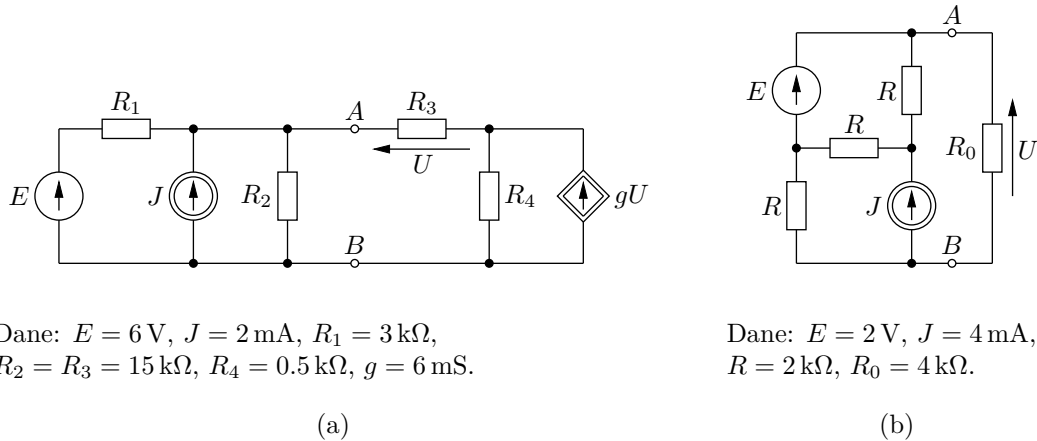 R₁
A
R₃
U
E
J
R₂
R₄
gU
B
Dane: E = 6 V, J = 2 mA, R₁ = 3 kΩ,
R₂ = R₃ = 15 kΩ, R₄ = 0.5 kΩ, g = 6 mS.
(a)
A
E
R
R
R₀
U
R
J
B
Dane: E = 2 V, J = 4 mA,
R = 2 kΩ, R₀ = 4 kΩ.
(b)